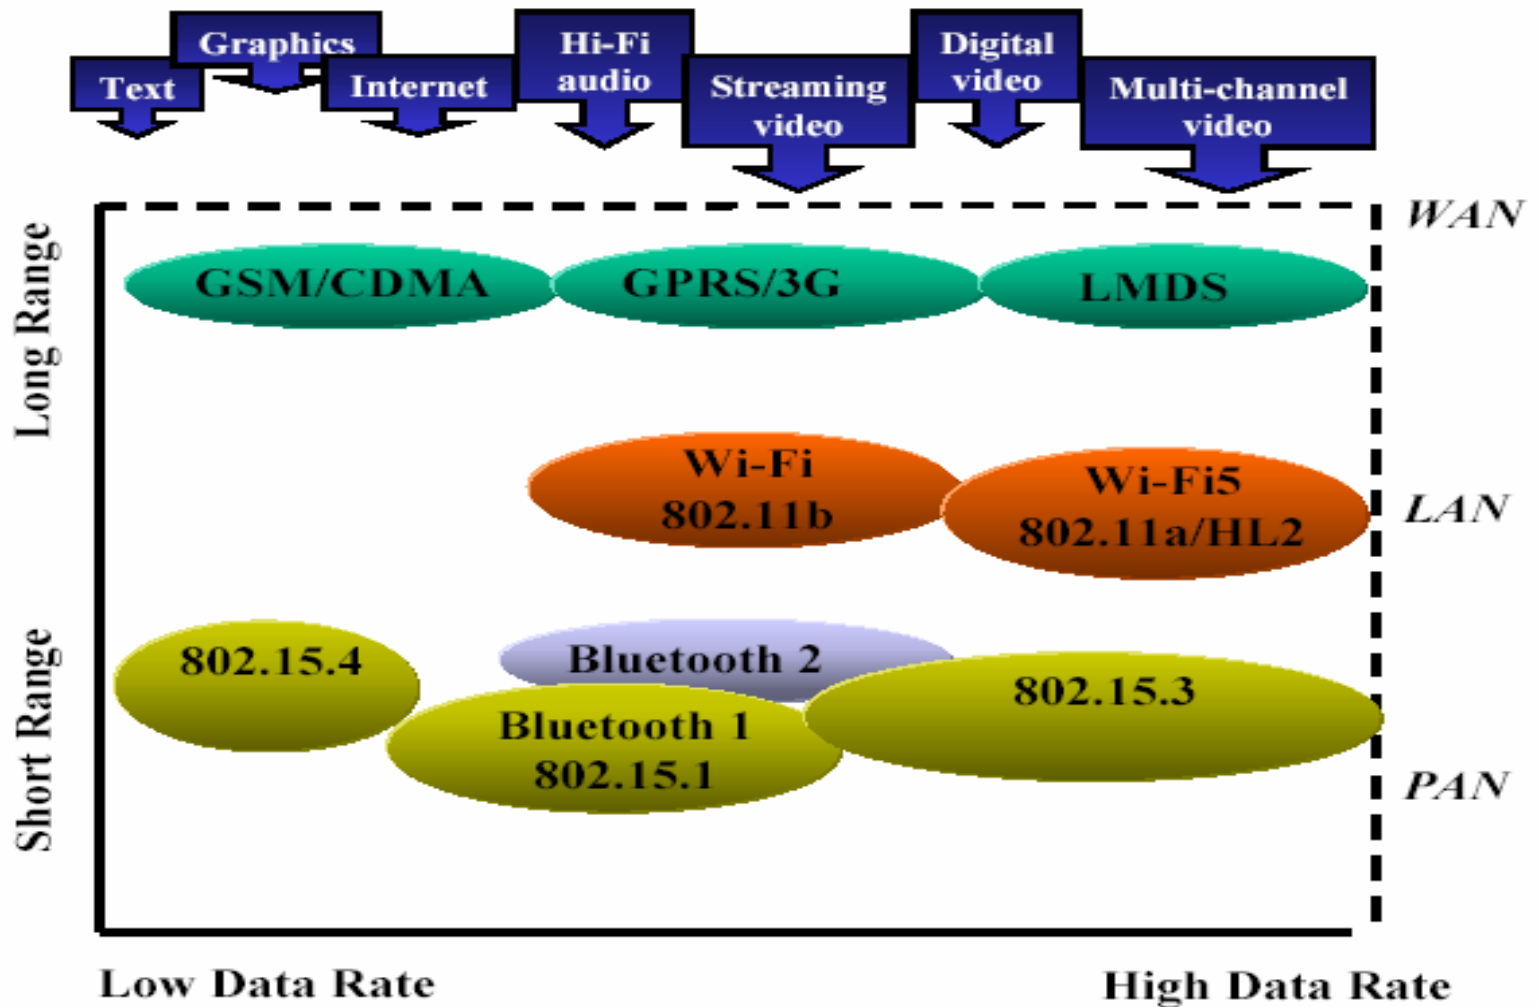 Text
Graphics
Internet
Hi-Fi
audio
Streaming
video
Digital
video
Multi-channel
video
WAN
Long Range
GSM/CDMA
GPRS/3G
LMDS
Wi-Fi
802.11b
Wi-Fi5
802.11a/HL2
LAN
Short Range
802.15.4
Bluetooth 2
Bluetooth 1
802.15.1
802.15.3
PAN
Low Data Rate
High Data Rate